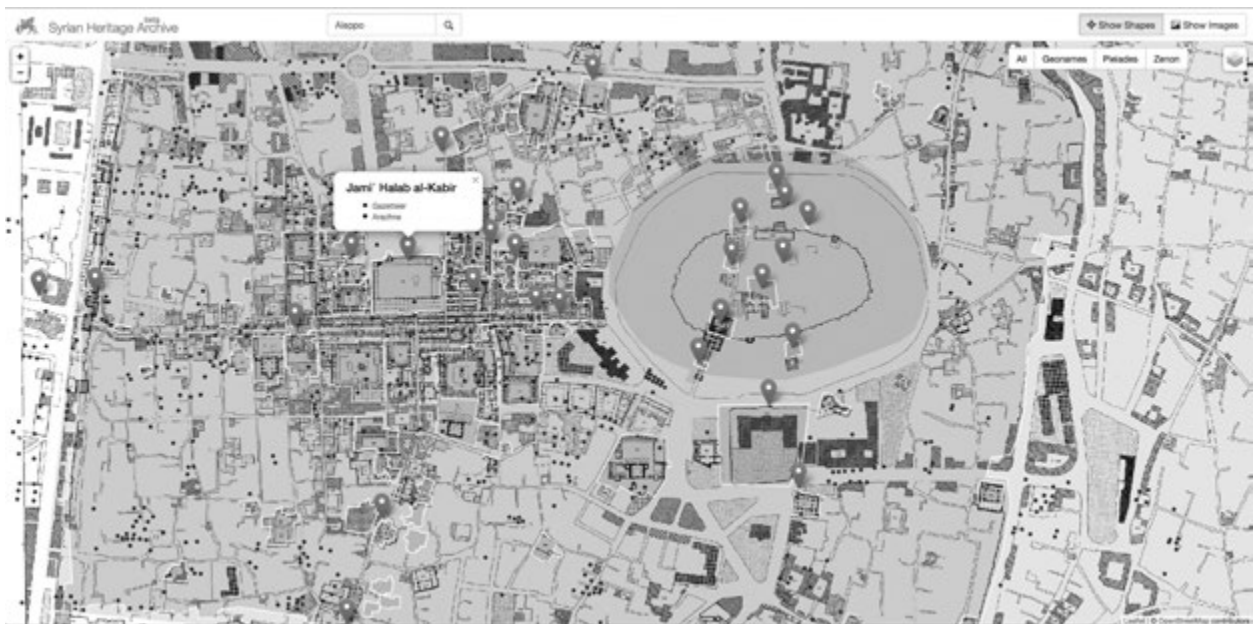 Syrian Heritage Archive beta
Aleppo
Show Shapes
Show Images
+
−
All
Geonames
Pleiades
Zenon
Jami' Halab al-Kabir
×
Gazetteer
Arachne
Leaflet | © OpenStreetMap contributors